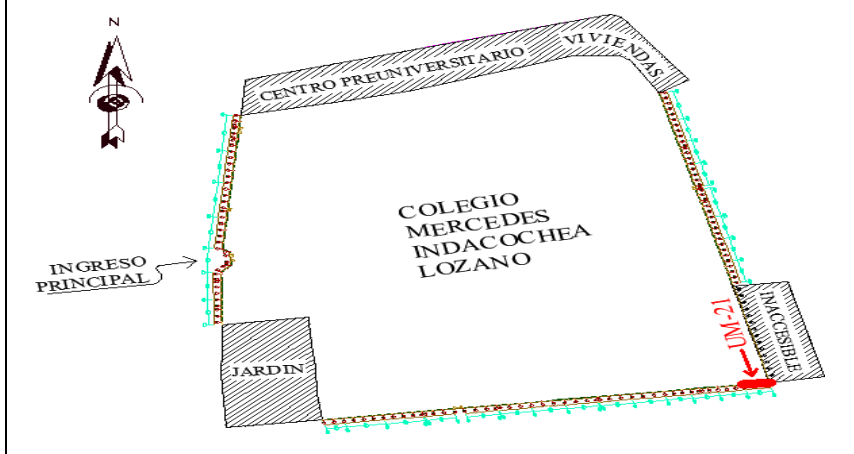 N
CENTRO PREUNIVERSITARIO
VIVIENDAS
COLEGIO
MERCEDES
INDACOCHEA
LOZANO
INGRESO
PRINCIPAL
UM-21
INACCESIBLE
JARDIN